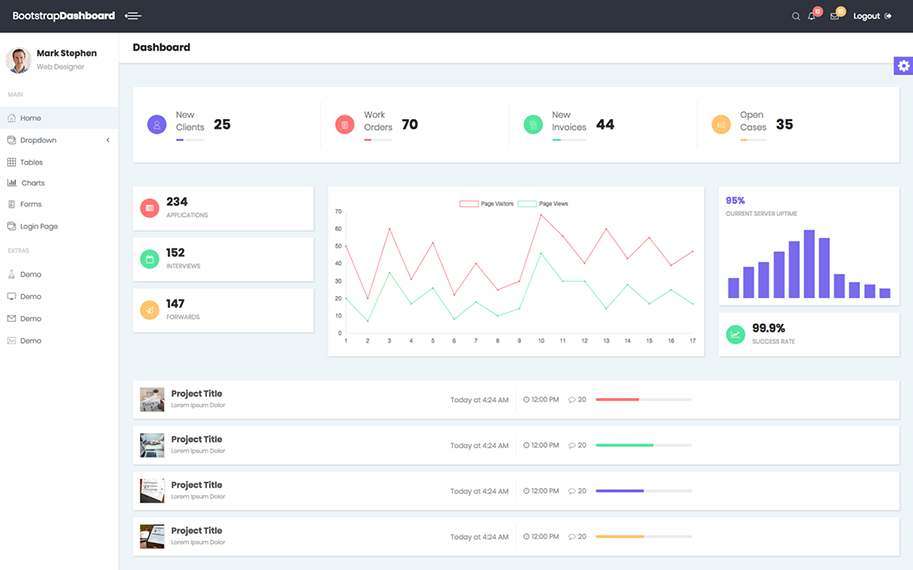 BootstrapDashboard
12
10
Logout
Mark Stephen
Web Designer
MAIN
Home
Dropdown
Tables
Charts
Forms
Login Page
EXTRAS
Demo
Demo
Demo
Demo
Dashboard
New
Clients
25
Work
Orders
70
New
Invoices
44
Open
Cases
35
234
APPLICATIONS
152
INTERVIEWS
147
FORWARDS
Page Visitors Page Views
70
60
50
40
30
20
10
0
1 2 3 4 5 6 7 8 9 10 11 12 13 14 15 16 17
95%
CURRENT SERVER UPTIME
99.9%
SUCCESS RATE
Project Title
Lorem Ipsum Dolor
Today at 4:24 AM 12:00 PM 20
Project Title
Lorem Ipsum Dolor
Today at 4:24 AM 12:00 PM 20
Project Title
Lorem Ipsum Dolor
Today at 4:24 AM 12:00 PM 20
Project Title
Lorem Ipsum Dolor
Today at 4:24 AM 12:00 PM 20